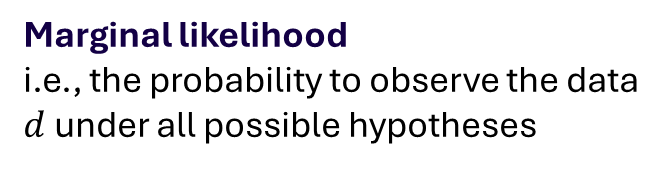 Marginal likelihood
i.e., the probability to observe the data
d under all possible hypotheses